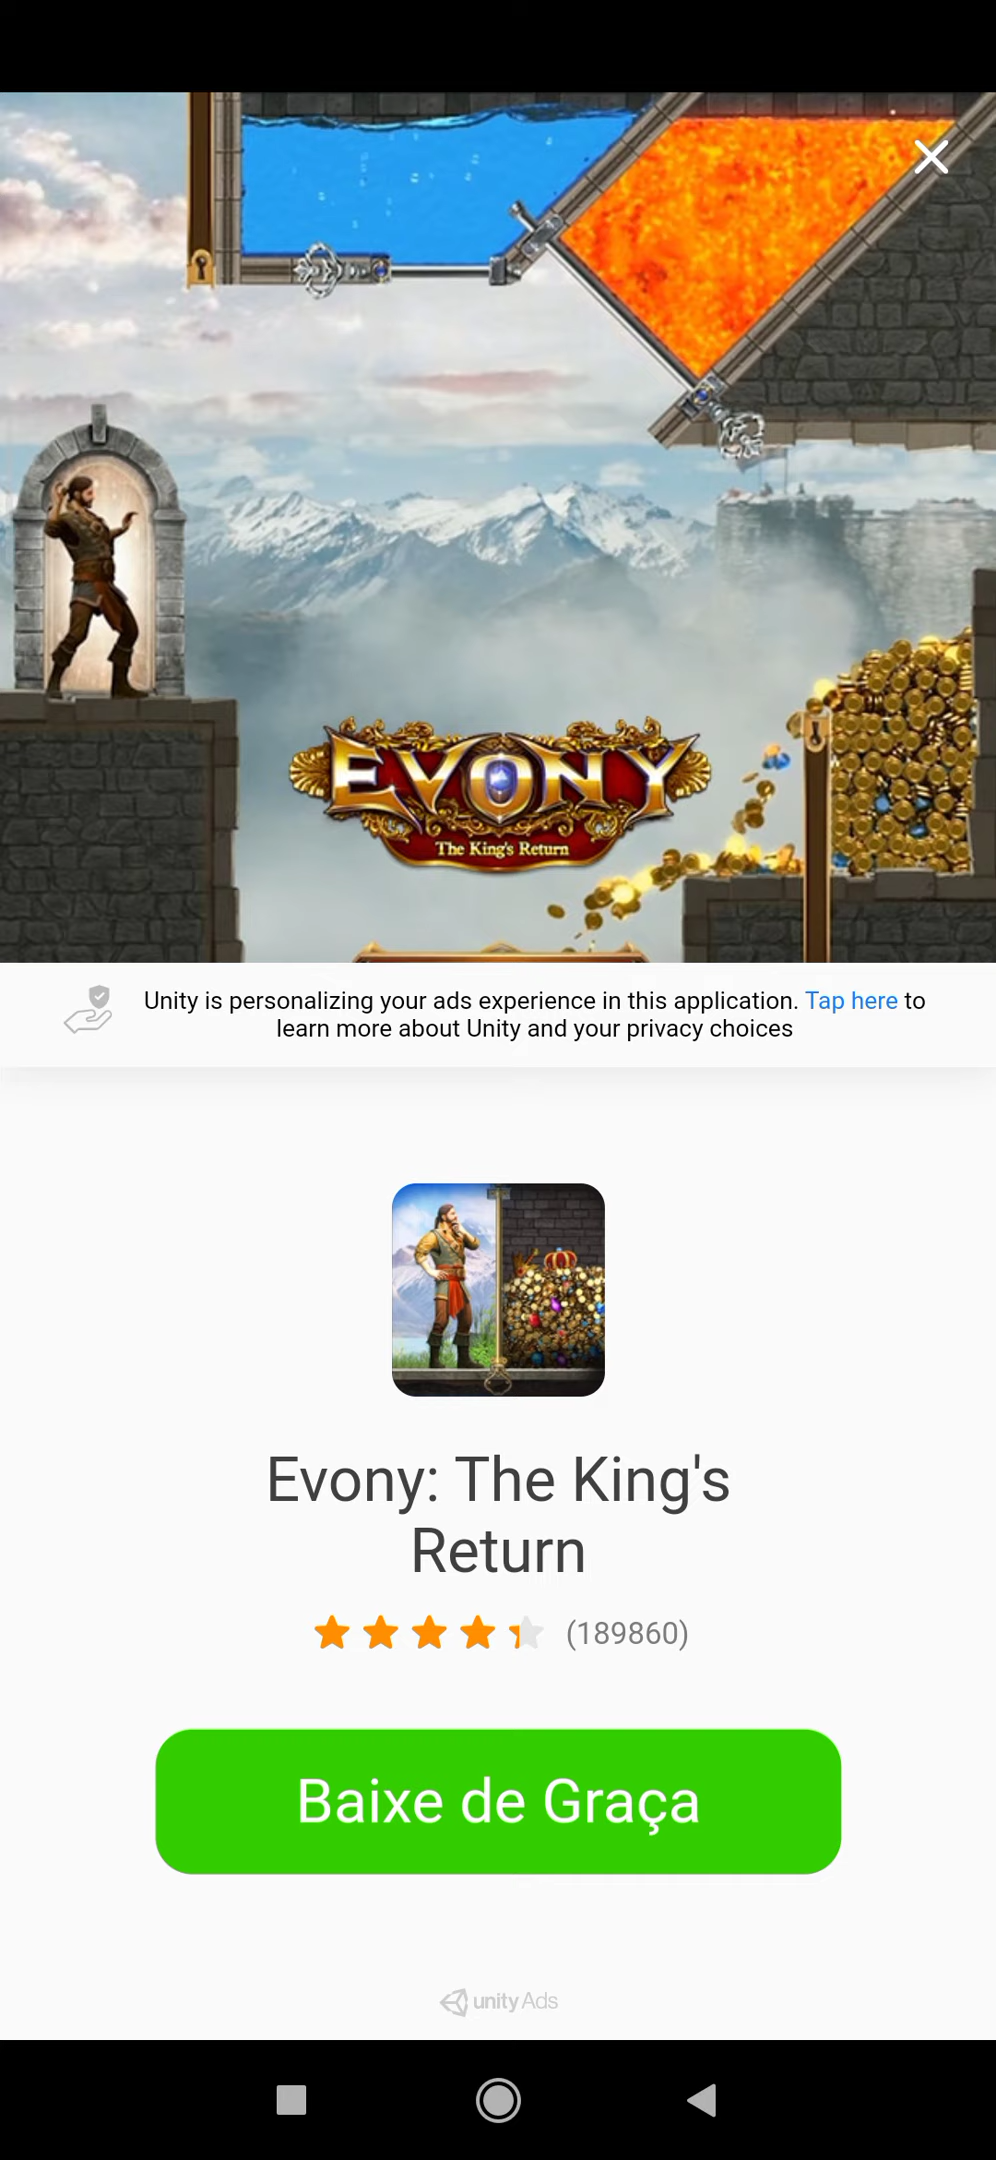 EVONY
The King's Return
Unity is personalizing your ads experience in this application. Tap here to
learn more about Unity and your privacy choices
Evony: The King's
Return
(189860)
Baixe de Graça
unity Ads